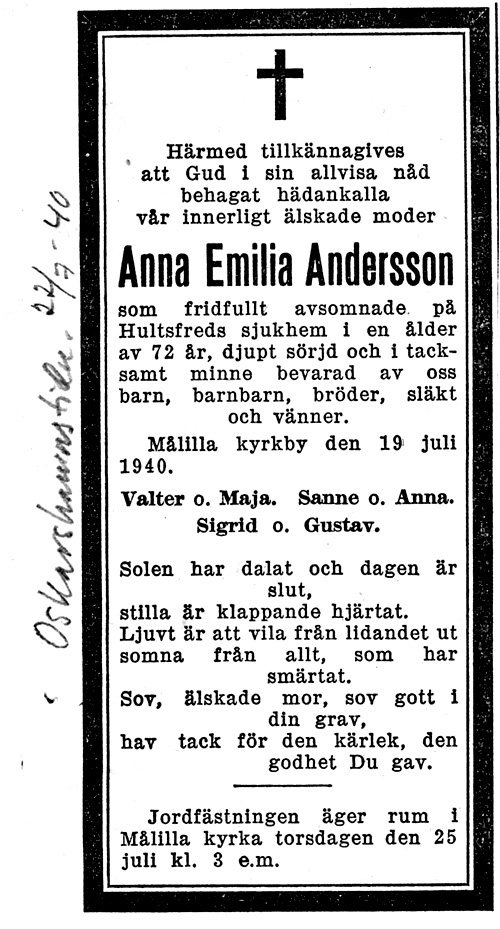 Härmed tillkännagives
att Gud i sin allvisa nåd
behagat hädankalla
vår innerligt älskade moder
Anna Emilia Andersson
som fridfullt avsomnade på
Hultsfreds sjukhem i en ålder
av 72 år, djupt sörjd och i tack-
samt minne bevarad av oss
barn, barnbarn, bröder, släkt
och vänner.
Målilla kyrkby den 19 juli
1940.
Valter o. Maja. Sanne o. Anna.
Sigrid o. Gustav.
Solen har dalat och dagen är
slut,
stilla är klappande hjärtat.
Ljuvt är att vila från lidandet ut
somna från allt, som har
smärtat.
Sov, älskade mor, sov gott i
din grav,
hav tack för den kärlek, den
godhet Du gav.
Jordfästningen äger rum i
Målilla kyrka torsdagen den 25
juli kl. 3 e.m.
22/7-40